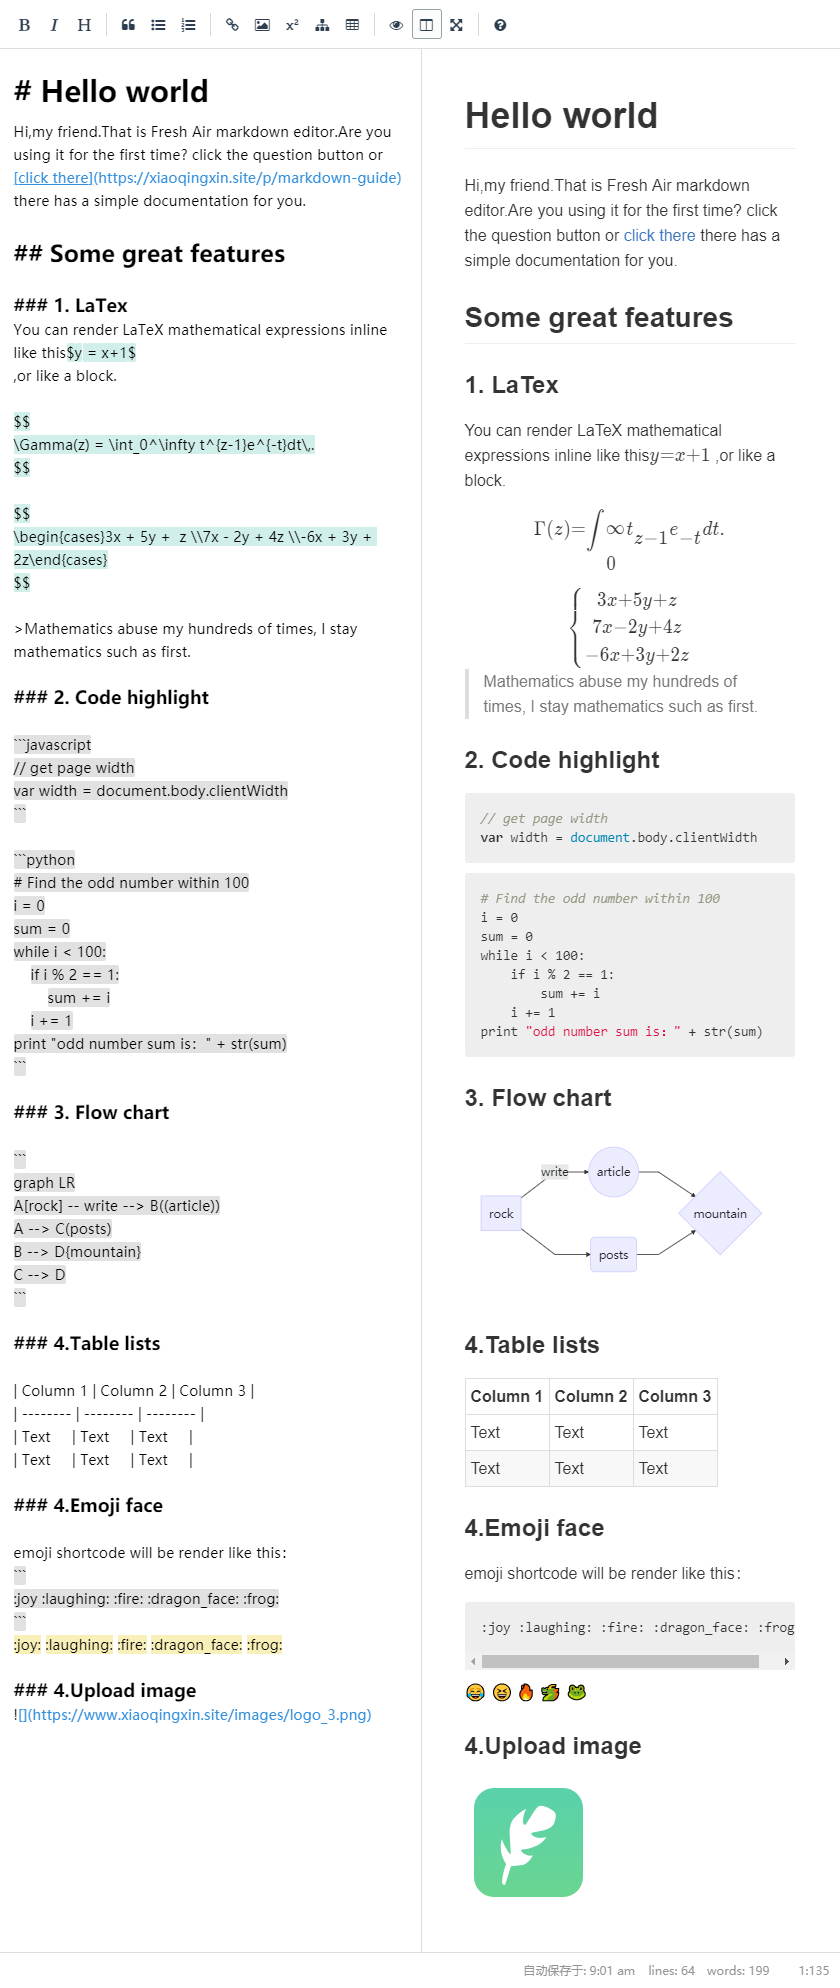 B I H x²
# Hello world
Hi,my friend.That is Fresh Air markdown editor.Are you
using it for the first time? click the question button or
[click there](https://xiaoqingxin.site/p/markdown-guide)
there has a simple documentation for you.
## Some great features
### 1. LaTex
You can render LaTeX mathematical expressions inline
like this$y = x+1$
,or like a block.
$$
\Gamma(z) = \int_0^\infty t^{z-1}e^{-t}dt\,.
$$
$$
\begin{cases}3x + 5y +  z \\7x - 2y + 4z \\-6x + 3y +
2z\end{cases}
$$
>Mathematics abuse my hundreds of times, I stay
mathematics such as first.
### 2. Code highlight
```javascript
// get page width
var width = document.body.clientWidth
```
```python
# Find the odd number within 100
i = 0
sum = 0
while i < 100:
    if i % 2 == 1:
        sum += i
    i += 1
print "odd number sum is：" + str(sum)
```
### 3. Flow chart
```
graph LR
A[rock] -- write --> B((article))
A --> C(posts)
B --> D{mountain}
C --> D
```
### 4.Table lists
| Column 1 | Column 2 | Column 3 |
| -------- | -------- | -------- |
| Text     | Text     | Text     |
| Text     | Text     | Text     |
### 4.Emoji face
emoji shortcode will be render like this：
```
:joy :laughing: :fire: :dragon_face: :frog:
```
:joy: :laughing: :fire: :dragon_face: :frog:
### 4.Upload image
![](https://www.xiaoqingxin.site/images/logo_3.png)
Hello world
Hi,my friend.That is Fresh Air markdown
editor.Are you using it for the first time? click
the question button or click there there has a
simple documentation for you.
Some great features
1. LaTex
You can render LaTeX mathematical
expressions inline like thisy=x+1 ,or like a
block.
Γ(z)=∫∞t z−1 e −t dt.
0
3x+5y+z
7x−2y+4z
−6x+3y+2z
Mathematics abuse my hundreds of
times, I stay mathematics such as first.
2. Code highlight
// get page width
var width = document.body.clientWidth
# Find the odd number within 100
i = 0
sum = 0
while i < 100:
    if i % 2 == 1:
        sum += i
    i += 1
print "odd number sum is：" + str(sum)
3. Flow chart
write article
rock mountain
posts
4.Table lists
Column 1 Column 2 Column 3
Text Text Text
Text Text Text
4.Emoji face
emoji shortcode will be render like this：
:joy :laughing: :fire: :dragon_face: :frog
😂 😆 🔥 🐲 🐸
4.Upload image
自动保存于: 9:01 am lines: 64 words: 199 1:135